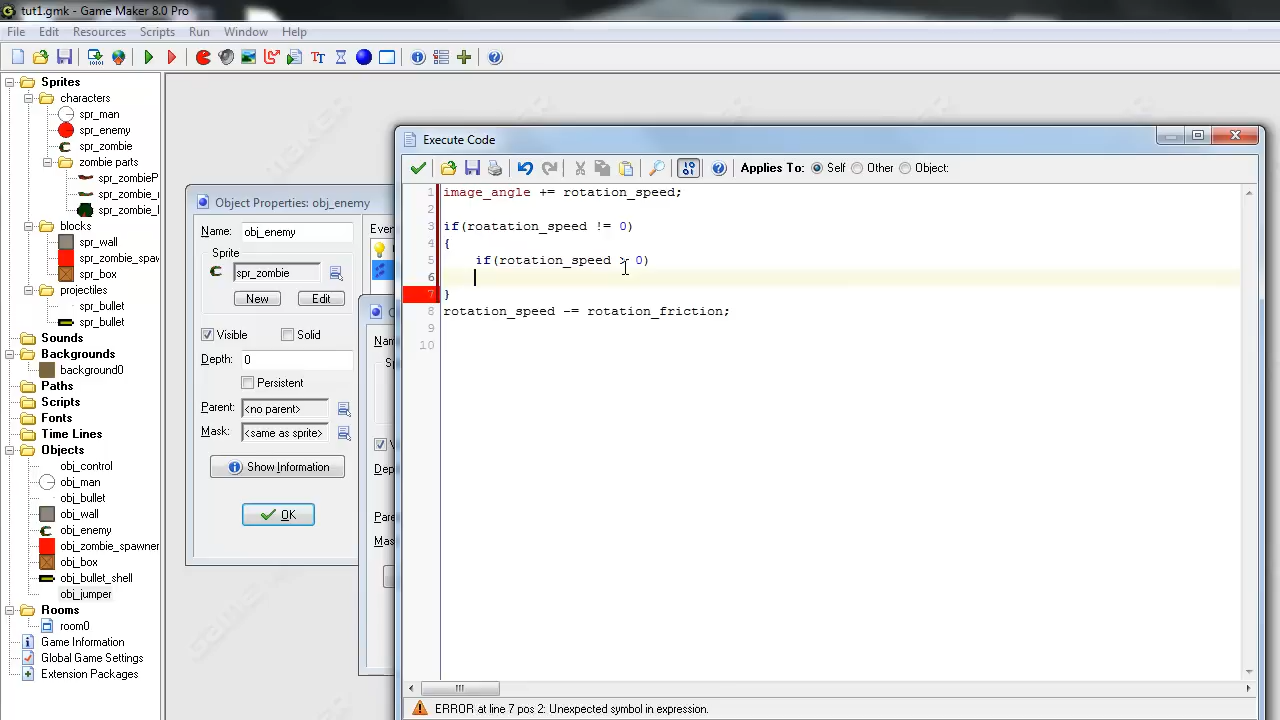 tut1.gmk - Game Maker 8.0 Pro
File Edit Resources Scripts Run Window Help
Sprites
characters
spr_man
spr_enemy
spr_zombie
zombie parts
spr_zombieP
spr_zombie_
spr_zombie_l
blocks
spr_wall
spr_zombie_spaw
spr_box
projectiles
spr_bullet
spr_bullet
Sounds
Backgrounds
background0
Paths
Scripts
Fonts
Time Lines
Objects
obj_control
obj_man
obj_bullet
obj_wall
obj_enemy
obj_zombie_spawner
obj_box
obj_bullet_shell
obj_jumper
Rooms
room0
Game Information
Global Game Settings
Extension Packages
Object Properties: obj_enemy
Name: obj_enemy
Sprite
spr_zombie
New Edit
Visible Solid
Depth: 0
Persistent
Parent: <no parent>
Mask: <same as sprite>
Show Information
OK
Execute Code
Applies To: Self Other Object
1 image_angle += rotation_speed;
2
3 if(roatation_speed != 0)
4 {
5 if(rotation_speed > 0)
6
7 }
8 rotation_speed -= rotation_friction;
9
10
ERROR at line 7 pos 2: Unexpected symbol in expression.